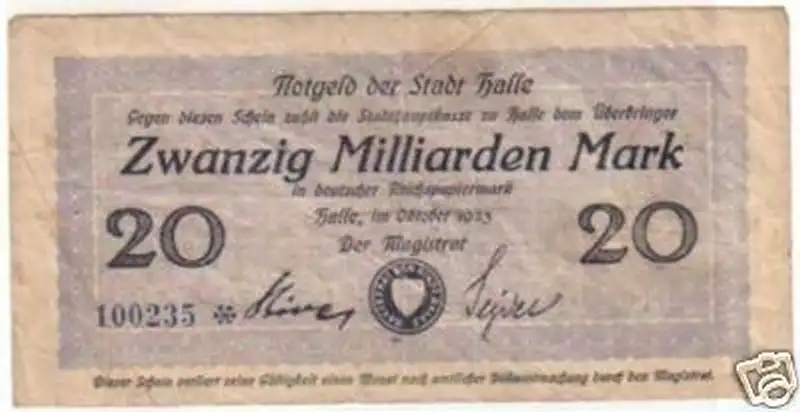 Notgeld der Stadt Halle
Gegen diesen Schein zahlt die Stadthauptkasse zu Halle dem Überbringer
Zwanzig Milliarden Mark
in deutscher Reichspapiermark
Halle, im Oktober 1923
20
20
Der Magistrat
100235 *
Dieser Schein verliert seine Gültigkeit einen Monat nach amtlicher Bekanntmachung durch den Magistrat.